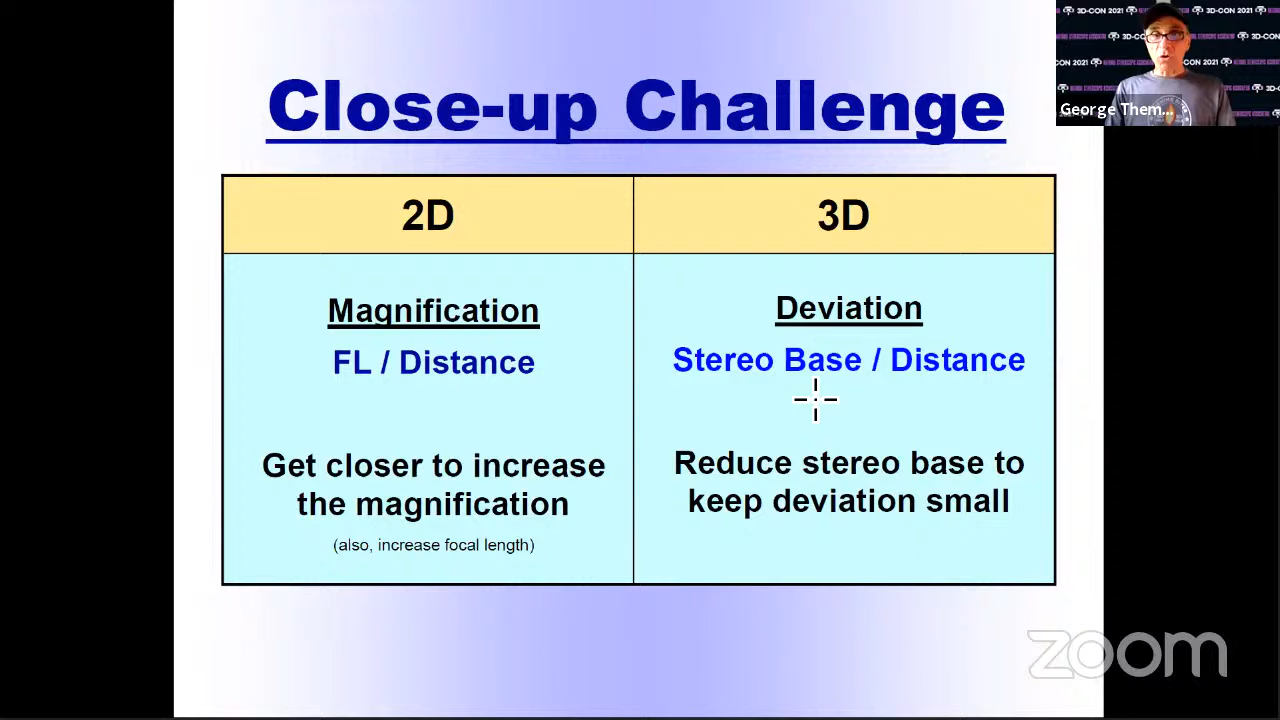 Close-up Challenge
2D
3D
Magnification
FL / Distance
Get closer to increase
the magnification
(also, increase focal length)
Deviation
Stereo Base / Distance
Reduce stereo base to
keep deviation small
3D-CON 2021
George Them...
zoom